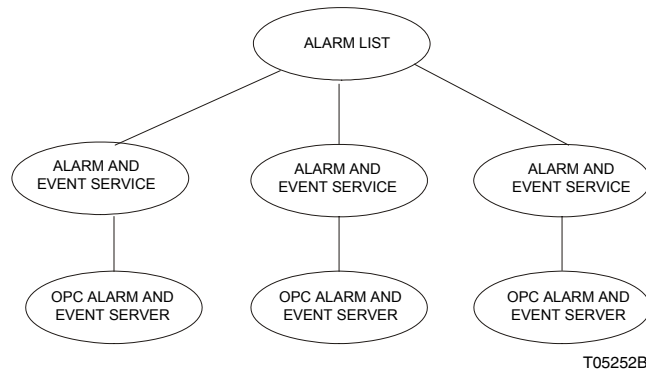 ALARM LIST
ALARM AND
EVENT SERVICE
ALARM AND
EVENT SERVICE
ALARM AND
EVENT SERVICE
OPC ALARM AND
EVENT SERVER
OPC ALARM AND
EVENT SERVER
OPC ALARM AND
EVENT SERVER
T05252B